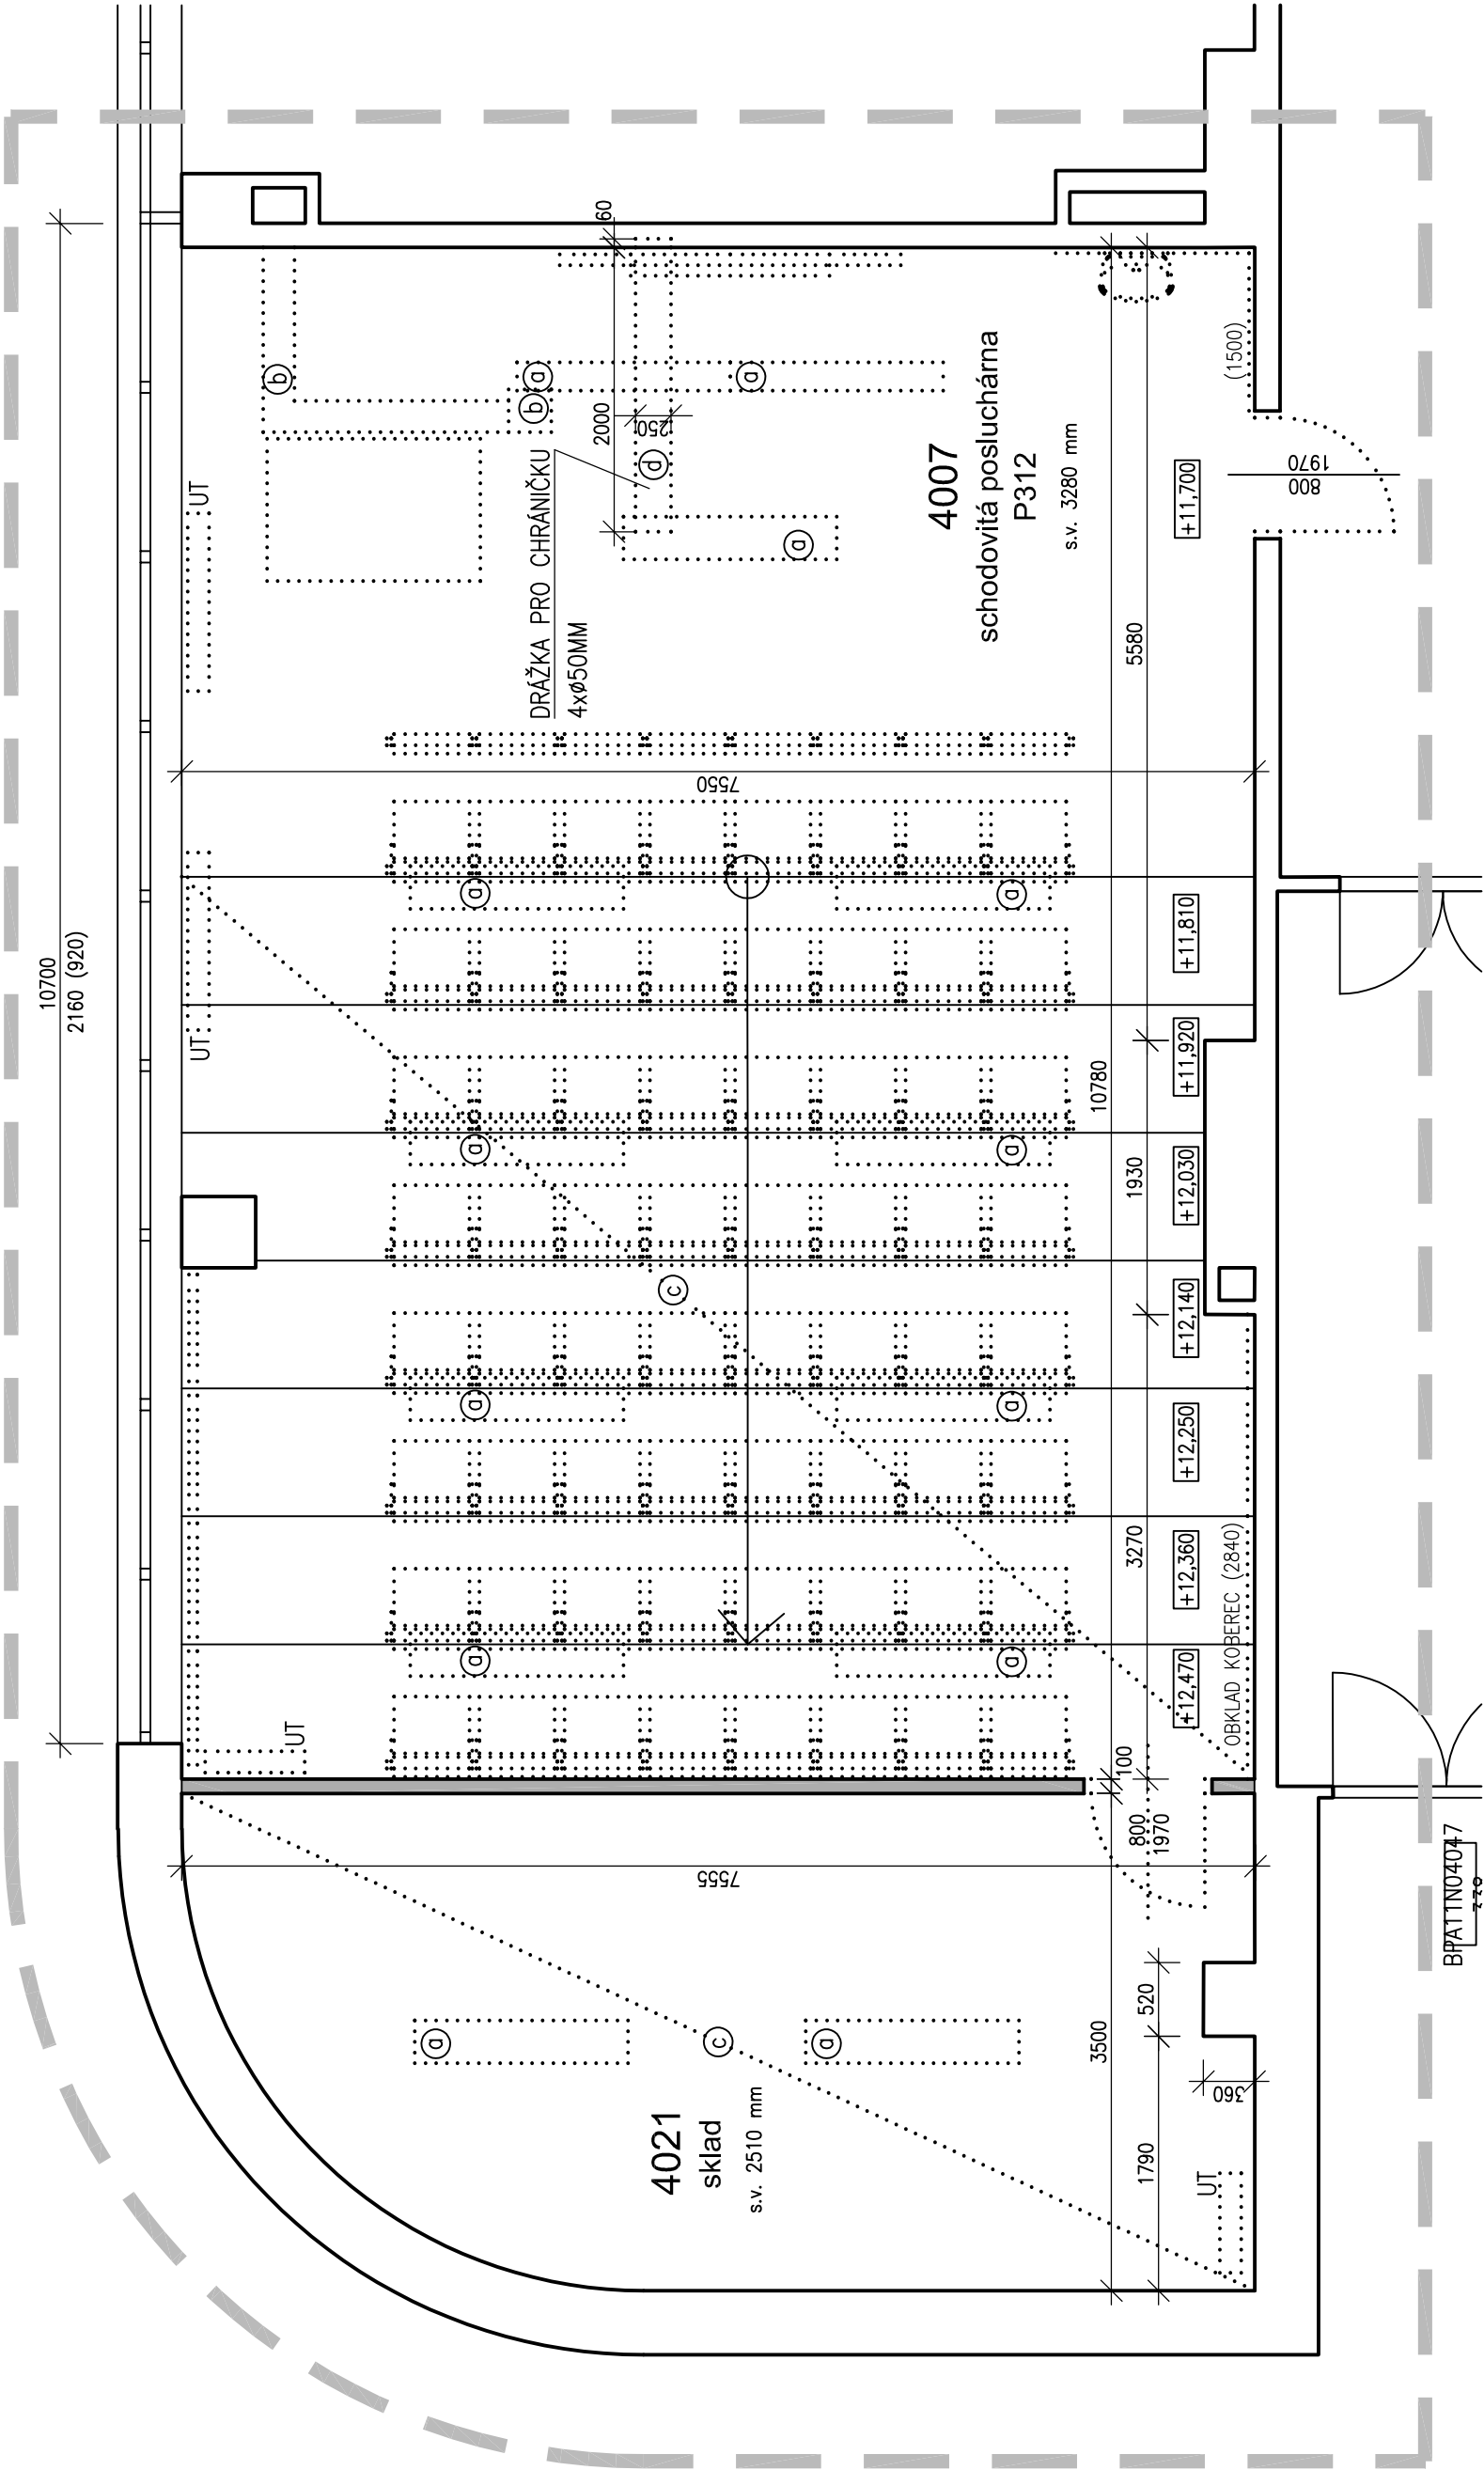 10700
2160 (920)
UT
UT
UT
UT
b
b
a
a
a
d
60
2000
250
DRÁŽKA PRO CHRÁNIČKU
4xø50MM
4007
schodovitá posluchárna
P312
s.v. 3280 mm
(1500)
800
1970
5580
7550
10780
1930
3270
100
+11,700
+11,810
+11,920
+12,030
+12,140
+12,250
+12,360
+12,470
OBKLAD KOBEREC (2840)
a
a
a
a
a
a
a
a
c
800
1970
7555
3500
520
1790
360
a
a
c
4021
sklad
s.v. 2510 mm
BPA11N04047